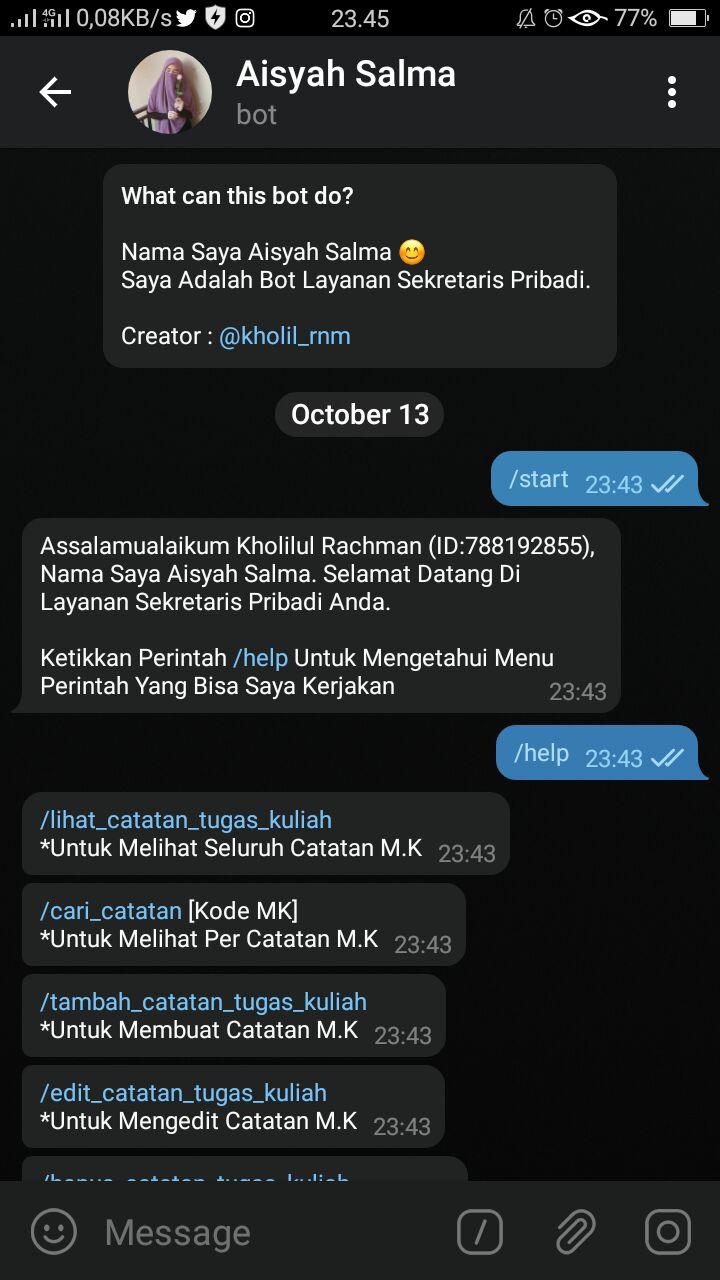 4G
0,08KB/s
23.45
77%
Aisyah Salma
bot
What can this bot do?
Nama Saya Aisyah Salma 😊
Saya Adalah Bot Layanan Sekretaris Pribadi.
Creator : @kholil_rnm
October 13
/start 23:43
Assalamualaikum Kholilul Rachman (ID:788192855),
Nama Saya Aisyah Salma. Selamat Datang Di
Layanan Sekretaris Pribadi Anda.
Ketikkan Perintah /help Untuk Mengetahui Menu
Perintah Yang Bisa Saya Kerjakan 23:43
/help 23:43
/lihat_catatan_tugas_kuliah
*Untuk Melihat Seluruh Catatan M.K 23:43
/cari_catatan [Kode MK]
*Untuk Melihat Per Catatan M.K 23:43
/tambah_catatan_tugas_kuliah
*Untuk Membuat Catatan M.K 23:43
/edit_catatan_tugas_kuliah
*Untuk Mengedit Catatan M.K 23:43
Message